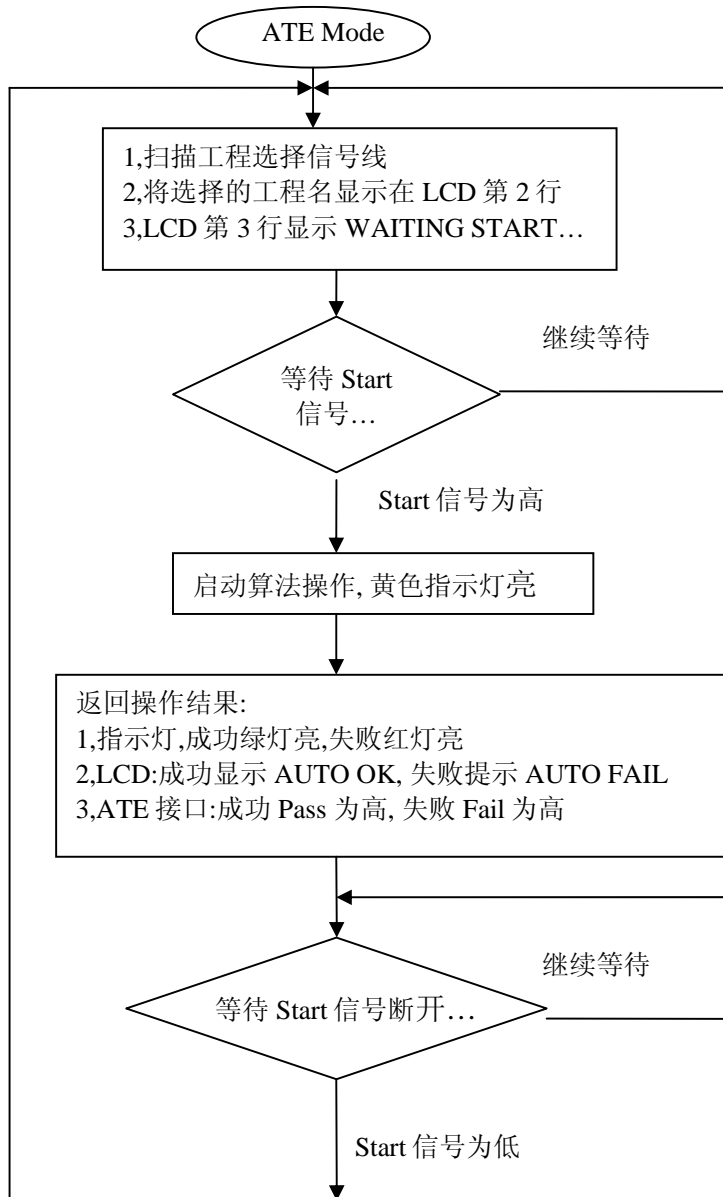 ATE Mode
1,扫描工程选择信号线
2,将选择的工程名显示在 LCD 第 2 行
3,LCD 第 3 行显示 WAITING START…
继续等待
等待 Start
信号…
Start 信号为高
启动算法操作, 黄色指示灯亮
返回操作结果:
1,指示灯,成功绿灯亮,失败红灯亮
2,LCD:成功显示 AUTO OK, 失败提示 AUTO FAIL
3,ATE 接口:成功 Pass 为高, 失败 Fail 为高
继续等待
等待 Start 信号断开…
Start 信号为低